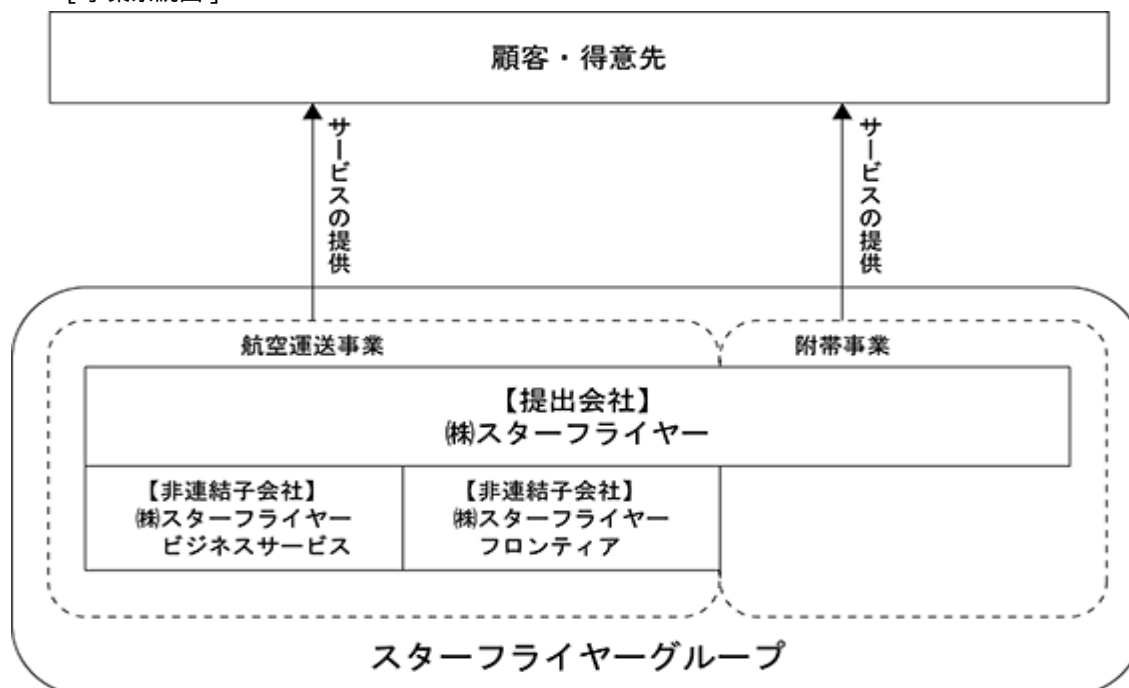 [事業系統図]
顧客・得意先
サービスの提供
サービスの提供
航空運送事業
附帯事業
【提出会社】
㈱スターフライヤー
【非連結子会社】
㈱スターフライヤー
ビジネスサービス
【非連結子会社】
㈱スターフライヤー
フロンティア
スターフライヤーグループ